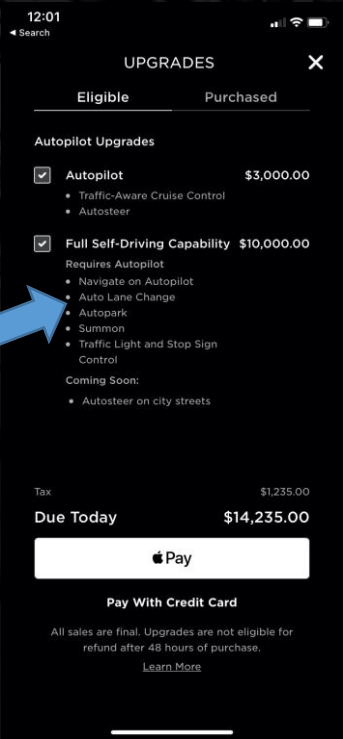 12:01
◀ Search
UPGRADES
Eligible Purchased
Autopilot Upgrades
Autopilot $3,000.00
• Traffic-Aware Cruise Control
• Autosteer
Full Self-Driving Capability $10,000.00
Requires Autopilot
• Navigate on Autopilot
• Auto Lane Change
• Autopark
• Summon
• Traffic Light and Stop Sign
Control
Coming Soon:
• Autosteer on city streets
Tax $1,235.00
Due Today $14,235.00
Pay
Pay With Credit Card
All sales are final. Upgrades are not eligible for
refund after 48 hours of purchase.
Learn More